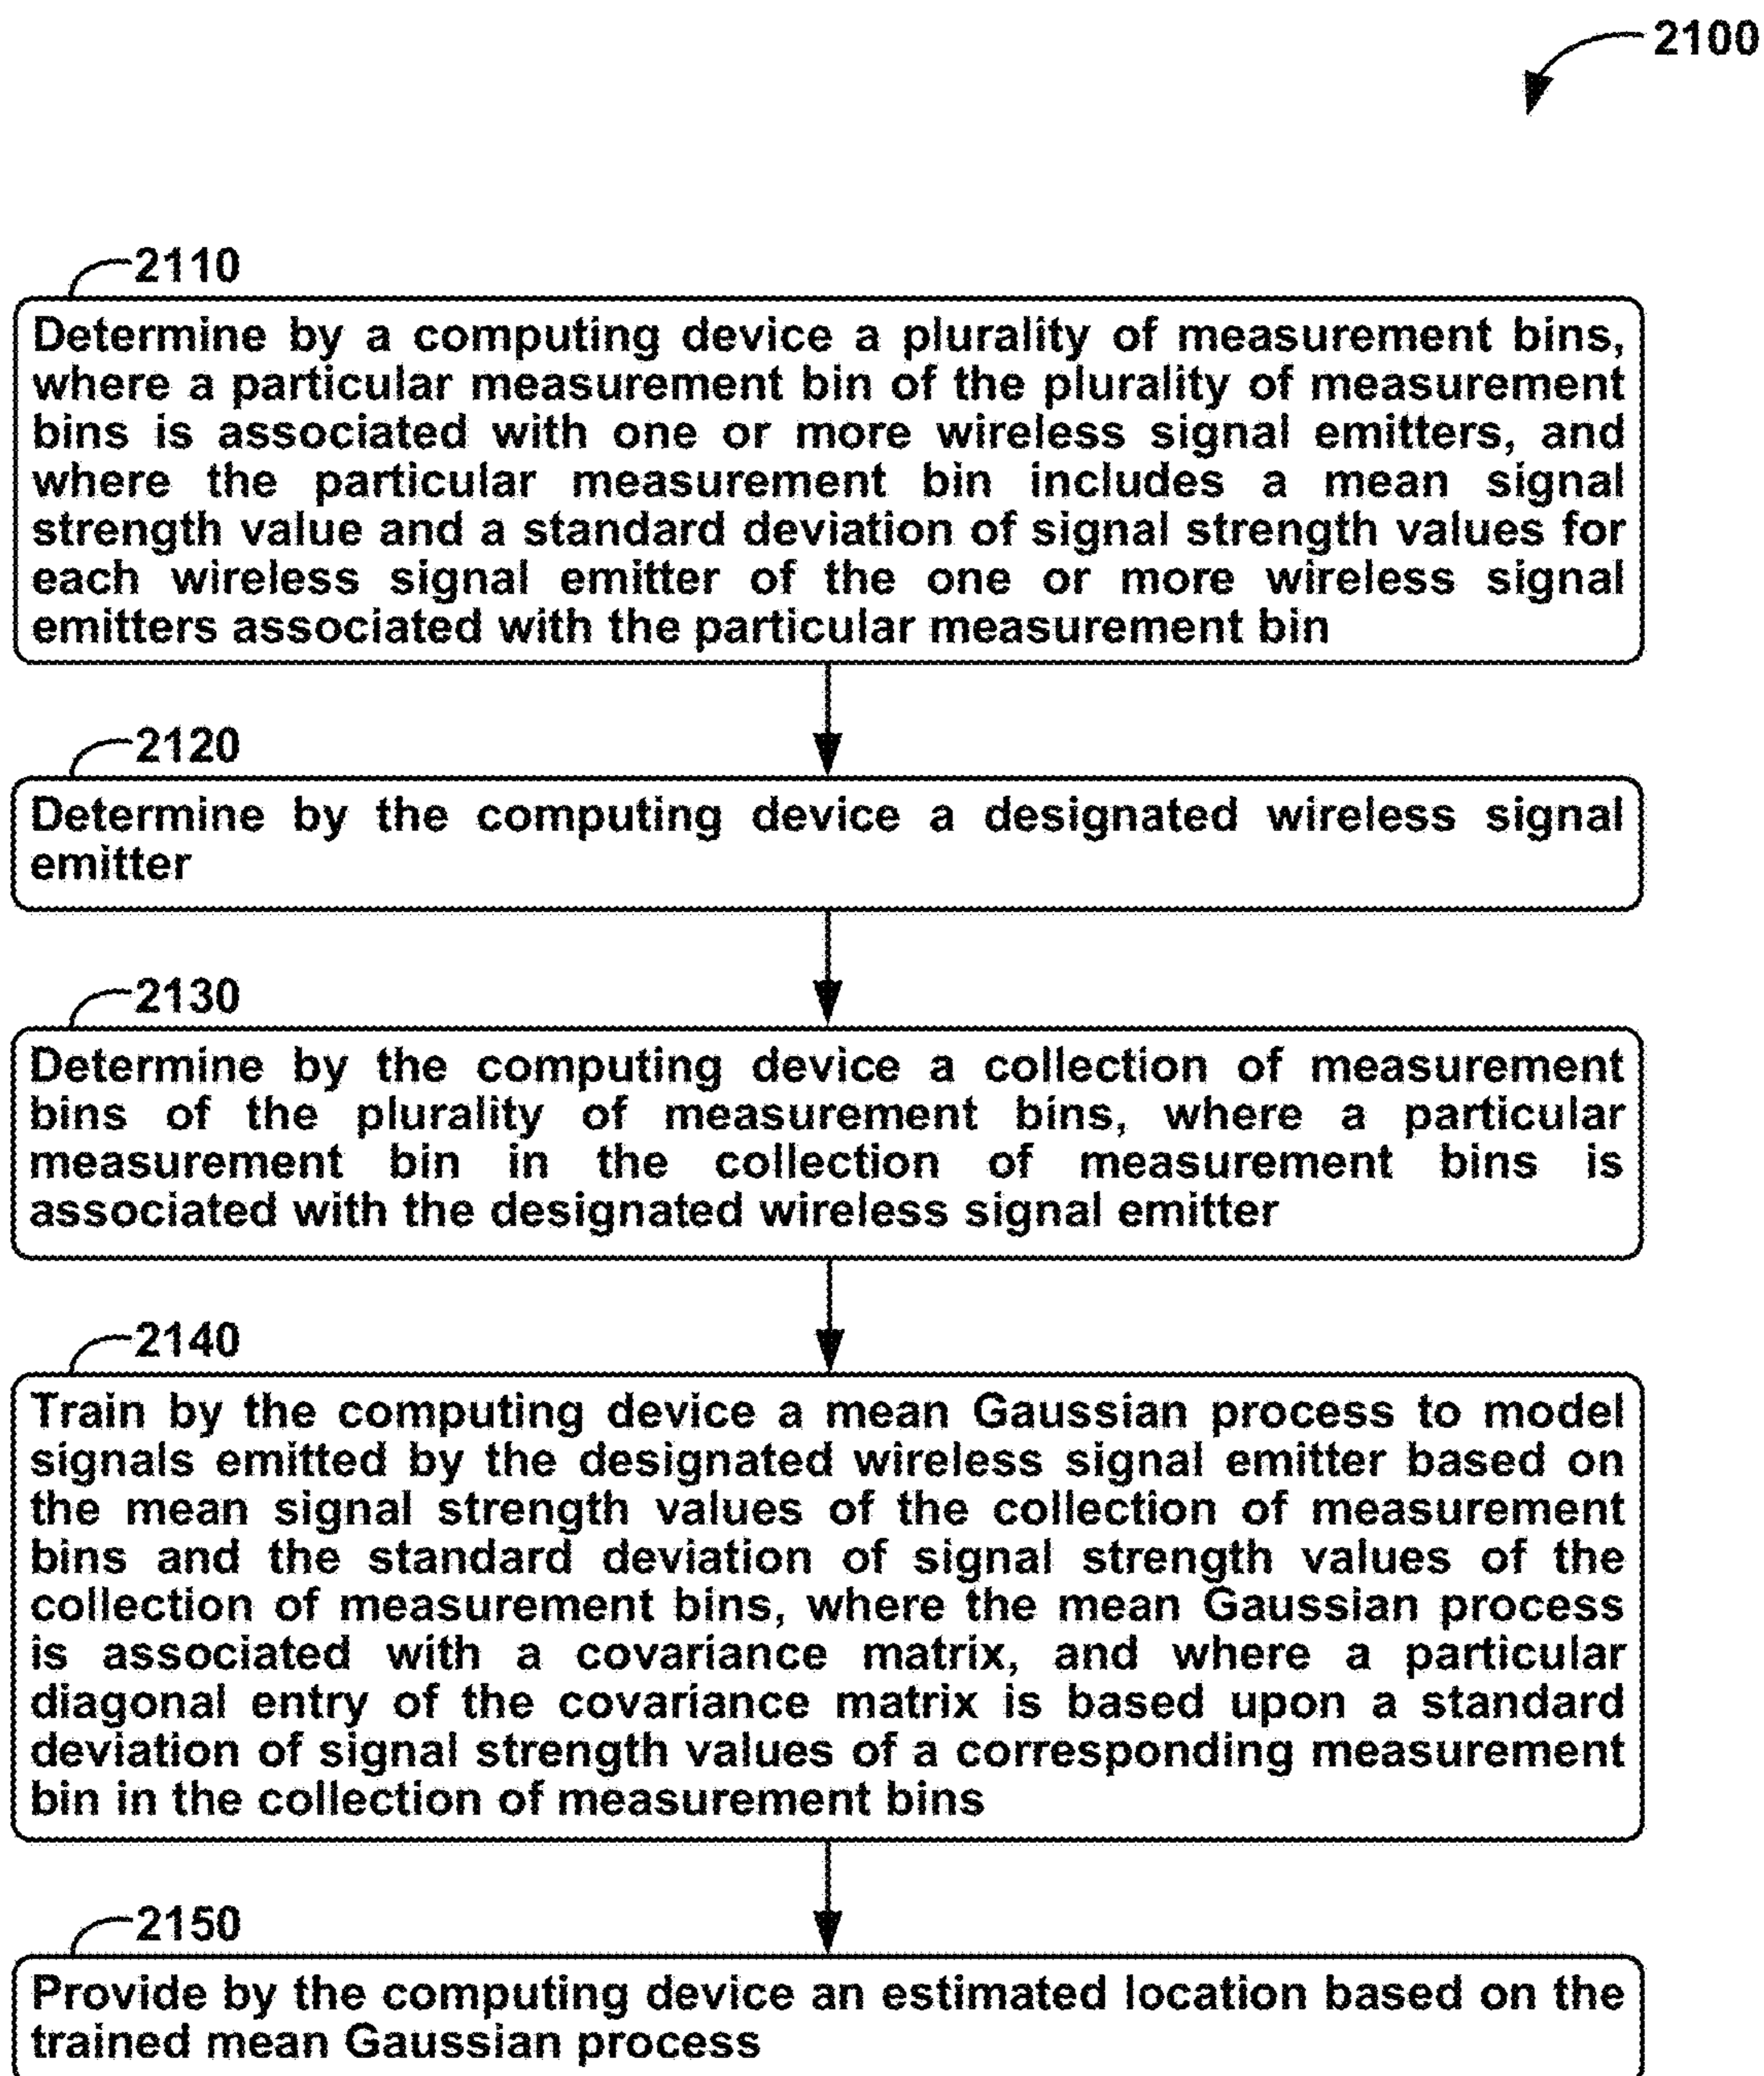 2100
2110
Determine by a computing device a plurality of measurement bins,
where a particular measurement bin of the plurality of measurement
bins is associated with one or more wireless signal emitters, and
where the particular measurement bin includes a mean signal
strength value and a standard deviation of signal strength values for
each wireless signal emitter of the one or more wireless signal
emitters associated with the particular measurement bin
2120
Determine by the computing device a designated wireless signal
emitter
2130
Determine by the computing device a collection of measurement
bins of the plurality of measurement bins, where a particular
measurement bin in the collection of measurement bins is
associated with the designated wireless signal emitter
2140
Train by the computing device a mean Gaussian process to model
signals emitted by the designated wireless signal emitter based on
the mean signal strength values of the collection of measurement
bins and the standard deviation of signal strength values of the
collection of measurement bins, where the mean Gaussian process
is associated with a covariance matrix, and where a particular
diagonal entry of the covariance matrix is based upon a standard
deviation of signal strength values of a corresponding measurement
bin in the collection of measurement bins
2150
Provide by the computing device an estimated location based on the
trained mean Gaussian process